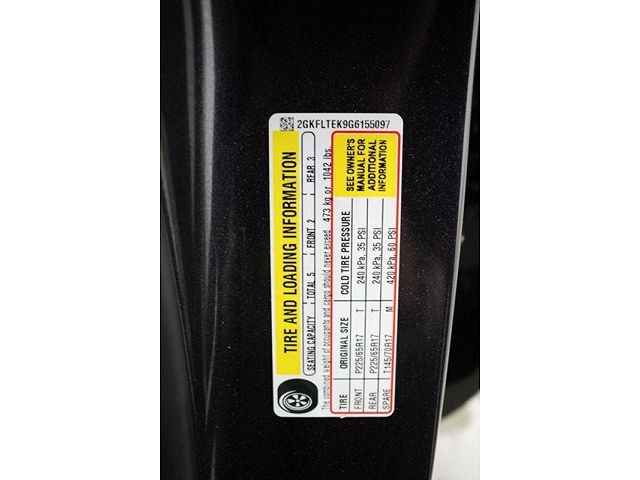 2GKFLTEK9G6155097
TIRE AND LOADING INFORMATION
SEATING CAPACITY TOTAL 5 FRONT 2 REAR 3
The combined weight of occupants and cargo should never exceed 473 kg or 1042 lbs.
TIRE ORIGINAL SIZE COLD TIRE PRESSURE
FRONT P225/65R17 T 240 kPa, 35 PSI
REAR P225/65R17 T 240 kPa, 35 PSI
SPARE T145/70R17 M 420 kPa, 60 PSI
SEE OWNER'S
MANUAL FOR
ADDITIONAL
INFORMATION